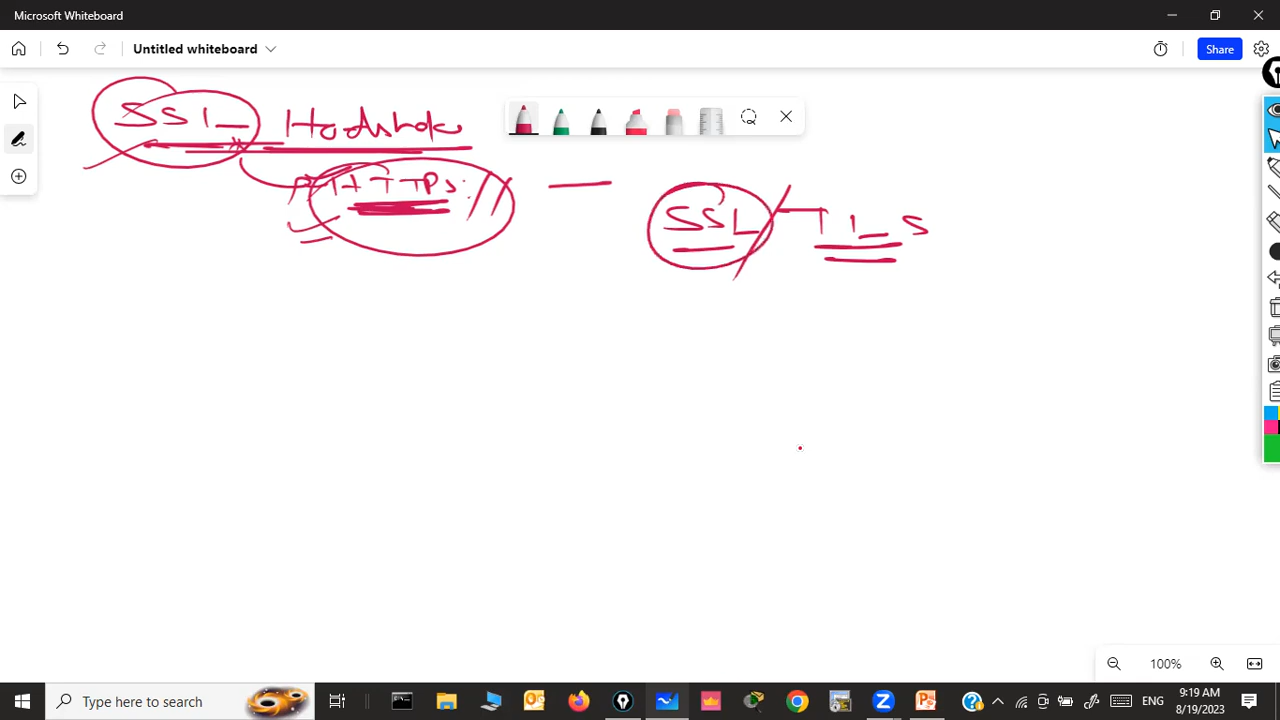 Microsoft Whiteboard
Untitled whiteboard
Share
SSL
HTTPS://
SSL / TLS
100%
Type here to search
ENG
9:19 AM
8/19/2023